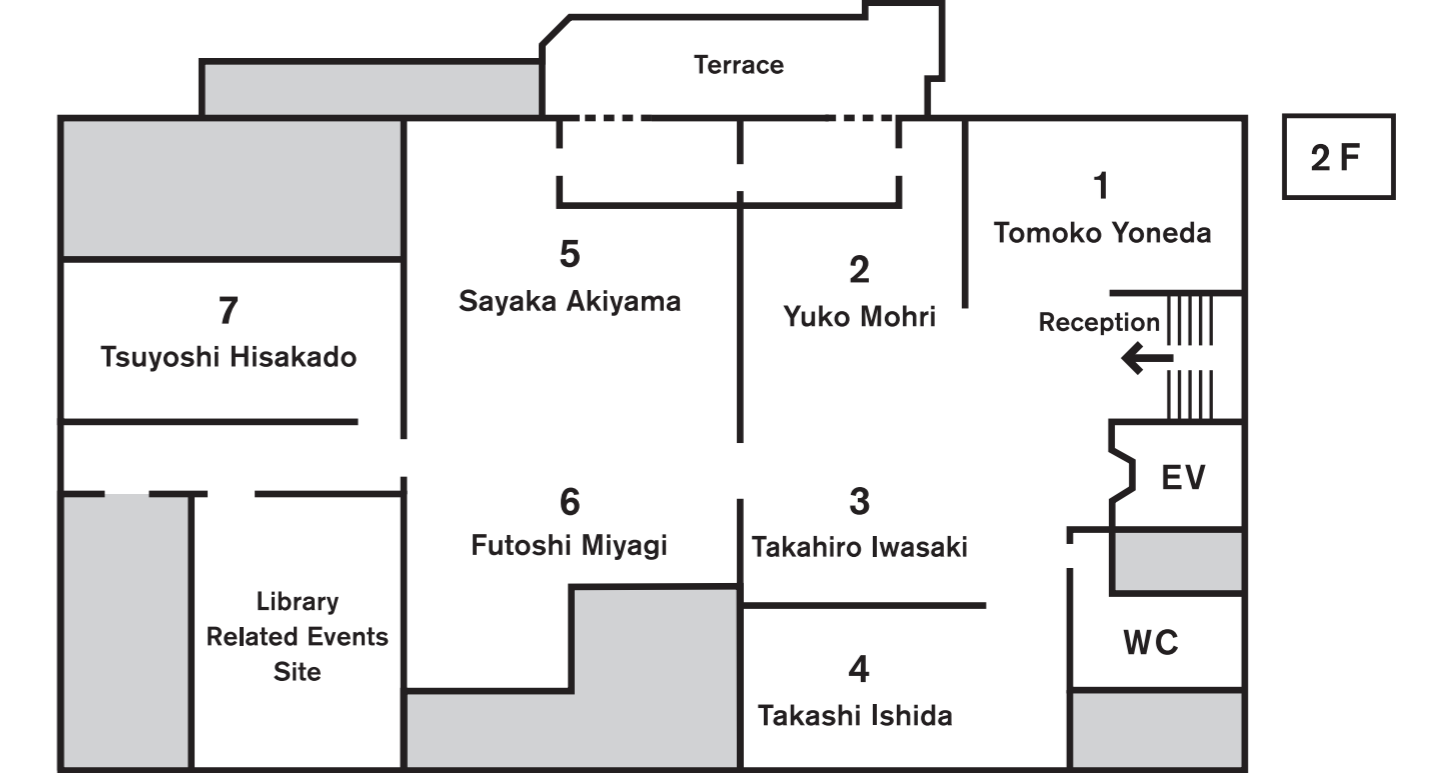 Terrace
2 F
1
Tomoko Yoneda
5
Sayaka Akiyama
2
Yuko Mohri
7
Tsuyoshi Hisakado
Reception
EV
6
Futoshi Miyagi
3
Takahiro Iwasaki
Library
Related Events
Site
WC
4
Takashi Ishida